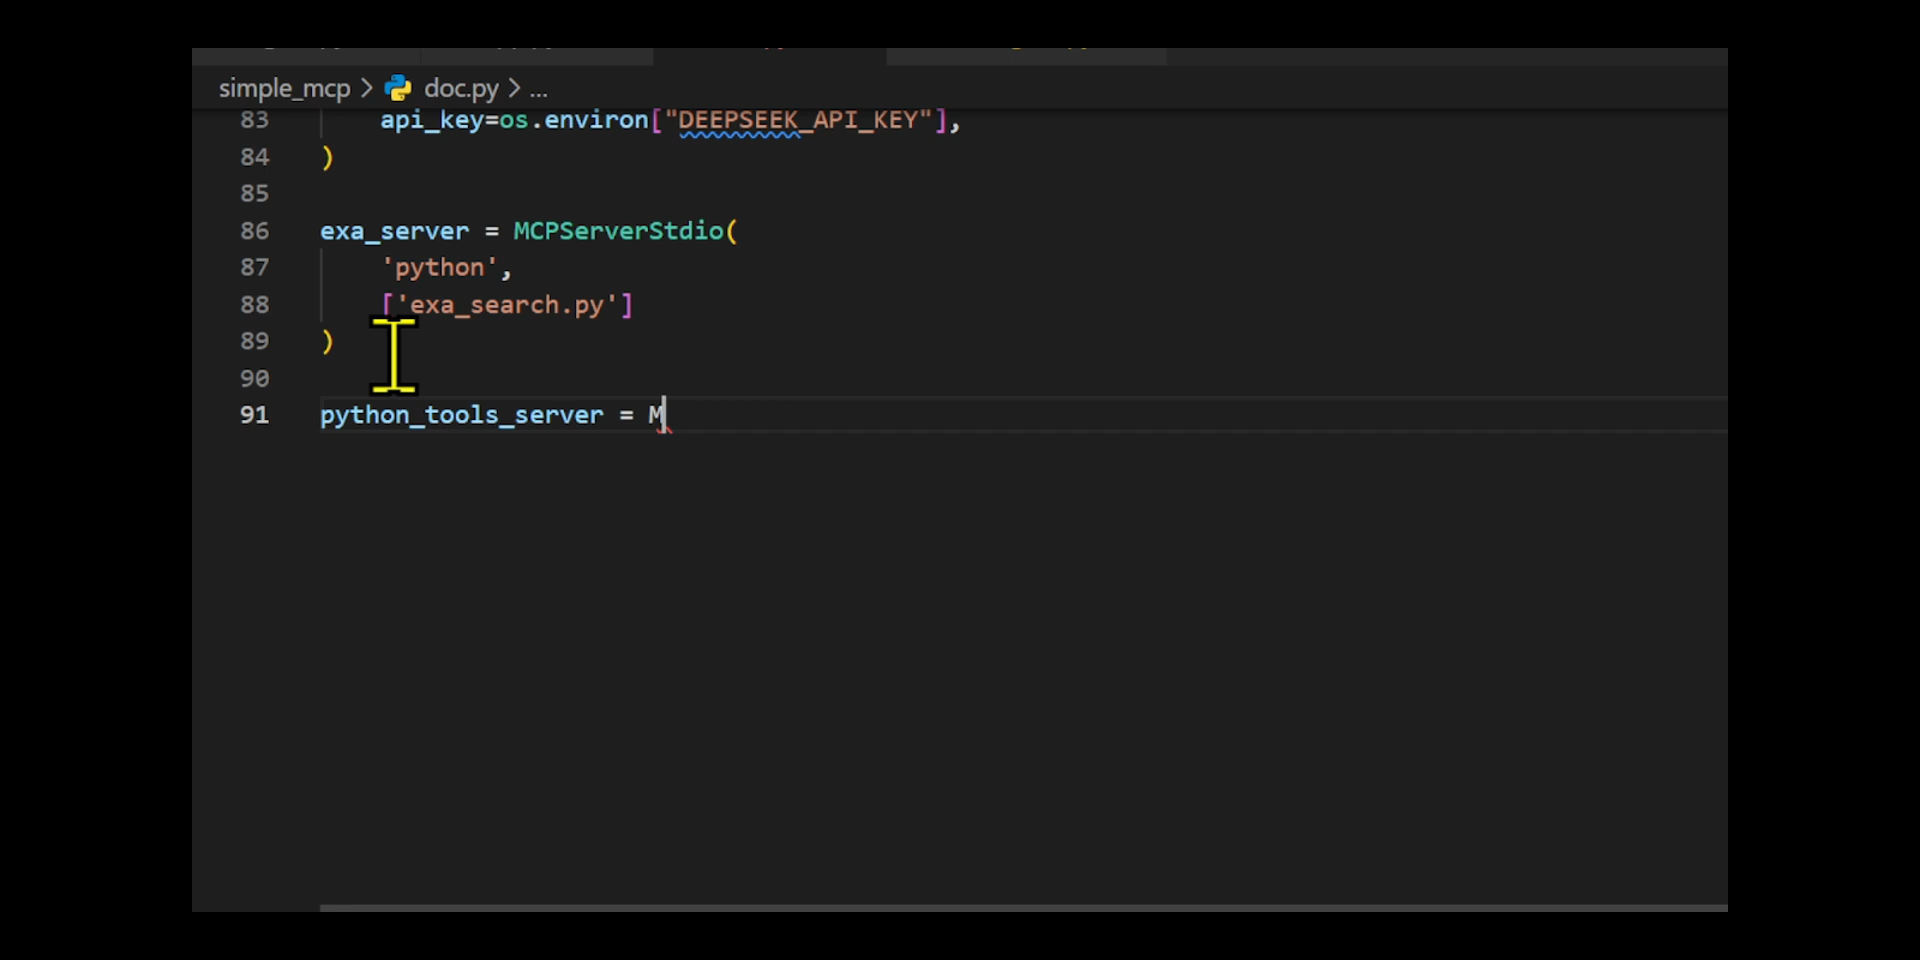 simple_mcp > doc.py > ...
83 api_key=os.environ["DEEPSEEK_API_KEY"],
84 )
85
86 exa_server = MCPServerStdio(
87 'python',
88 ['exa_search.py']
89 )
90
91 python_tools_server = M